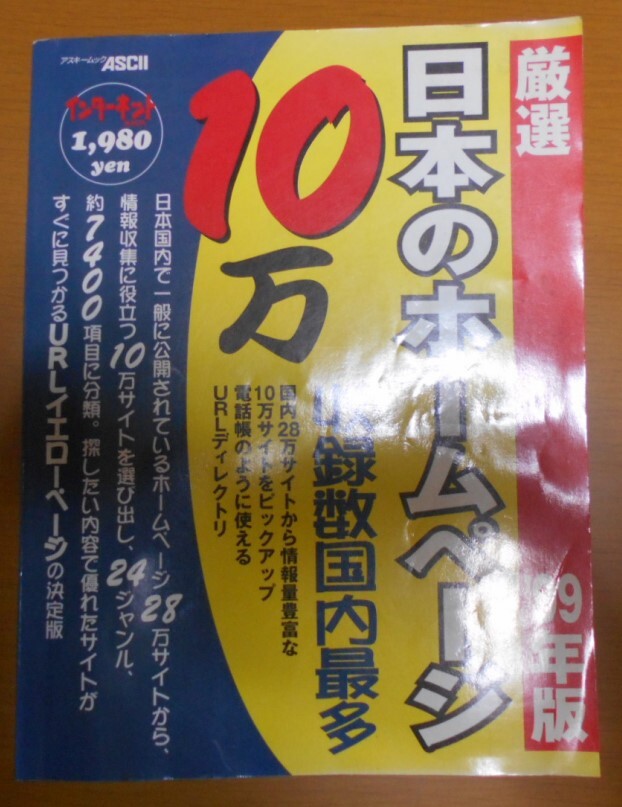 アスキームック ASCII
インターネット
1,980
yen
厳選
'99年版
日本のホームページ
10万
収録数国内最多
国内28万サイトから情報量豊富な
10万サイトをピックアップ
電話帳のように使える
URLディレクトリ
日本国内で一般に公開されているホームページ28万サイトから、
情報収集に役立つ10万サイトを選び出し、24ジャンル、
約7400項目に分類。探したい内容で優れたサイトが
すぐに見つかるURLイエローページの決定版